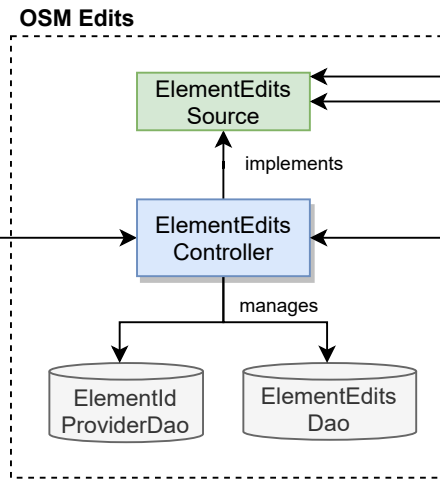 OSM Edits
ElementEdits
Source
implements
ElementEdits
Controller
manages
ElementId
ProviderDao
ElementEdits
Dao